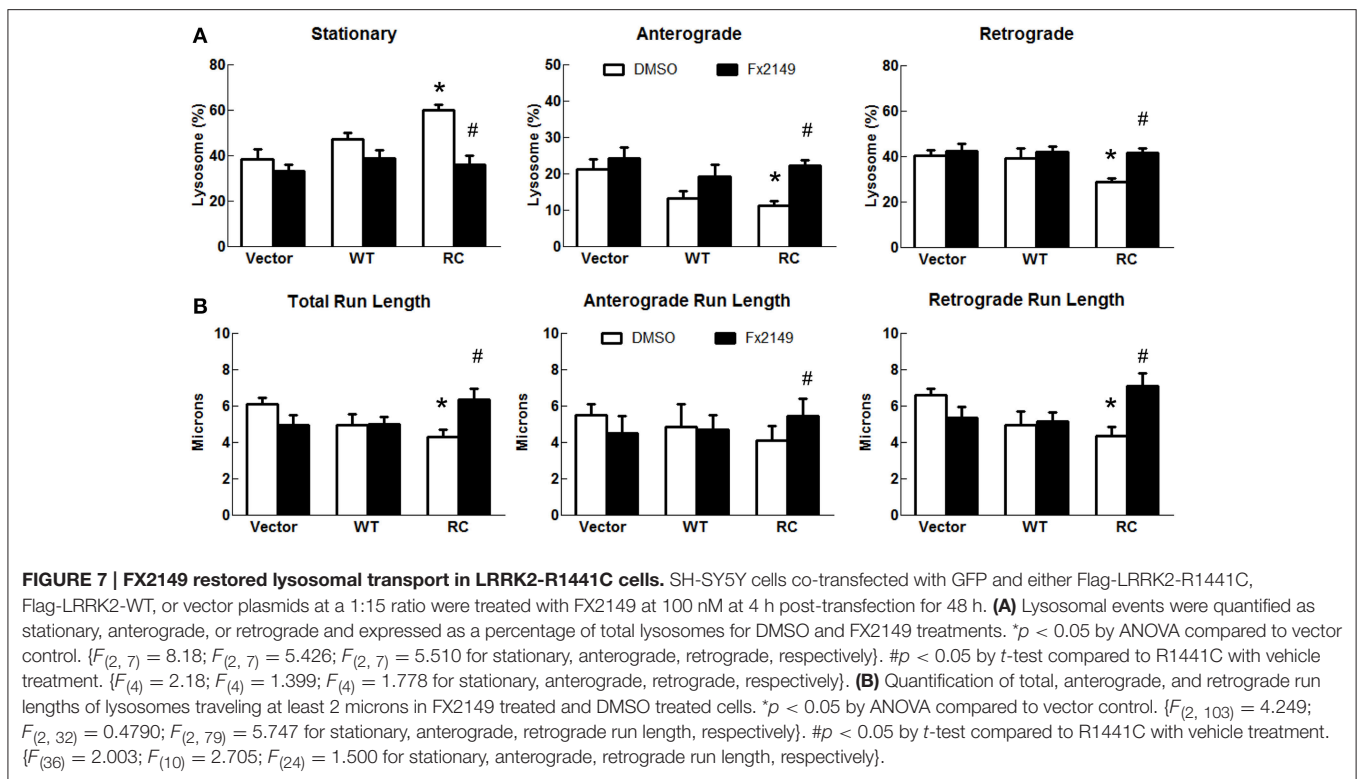 A
Stationary
Anterograde
Retrograde
Lysosome (%)
80
60
40
20
0
*
#
Vector
WT
RC
Lysosome (%)
50
40
30
20
10
0
DMSO
Fx2149
*
#
Vector
WT
RC
Lysosome (%)
80
60
40
20
0
*
#
Vector
WT
RC
B
Total Run Length
Anterograde Run Length
Retrograde Run Length
Microns
10
8
6
4
2
0
*
#
Vector
WT
RC
Microns
10
8
6
4
2
0
DMSO
Fx2149
#
Vector
WT
RC
Microns
10
8
6
4
2
0
*
#
Vector
WT
RC
FIGURE 7 | FX2149 restored lysosomal transport in LRRK2-R1441C cells. SH-SY5Y cells co-transfected with GFP and either Flag-LRRK2-R1441C,
Flag-LRRK2-WT, or vector plasmids at a 1:15 ratio were treated with FX2149 at 100 nM at 4 h post-transfection for 48 h. (A) Lysosomal events were quantified as
stationary, anterograde, or retrograde and expressed as a percentage of total lysosomes for DMSO and FX2149 treatments. *p < 0.05 by ANOVA compared to vector
control. {F(2, 7) = 8.18; F(2, 7) = 5.426; F(2, 7) = 5.510 for stationary, anterograde, retrograde, respectively}. #p < 0.05 by t-test compared to R1441C with vehicle
treatment. {F(4) = 2.18; F(4) = 1.399; F(4) = 1.778 for stationary, anterograde, retrograde, respectively}. (B) Quantification of total, anterograde, and retrograde run
lengths of lysosomes traveling at least 2 microns in FX2149 treated and DMSO treated cells. *p < 0.05 by ANOVA compared to vector control. {F(2, 103) = 4.249;
F(2, 32) = 0.4790; F(2, 79) = 5.747 for stationary, anterograde, retrograde run length, respectively}. #p < 0.05 by t-test compared to R1441C with vehicle treatment.
{F(36) = 2.003; F(10) = 2.705; F(24) = 1.500 for stationary, anterograde, retrograde run length, respectively}.